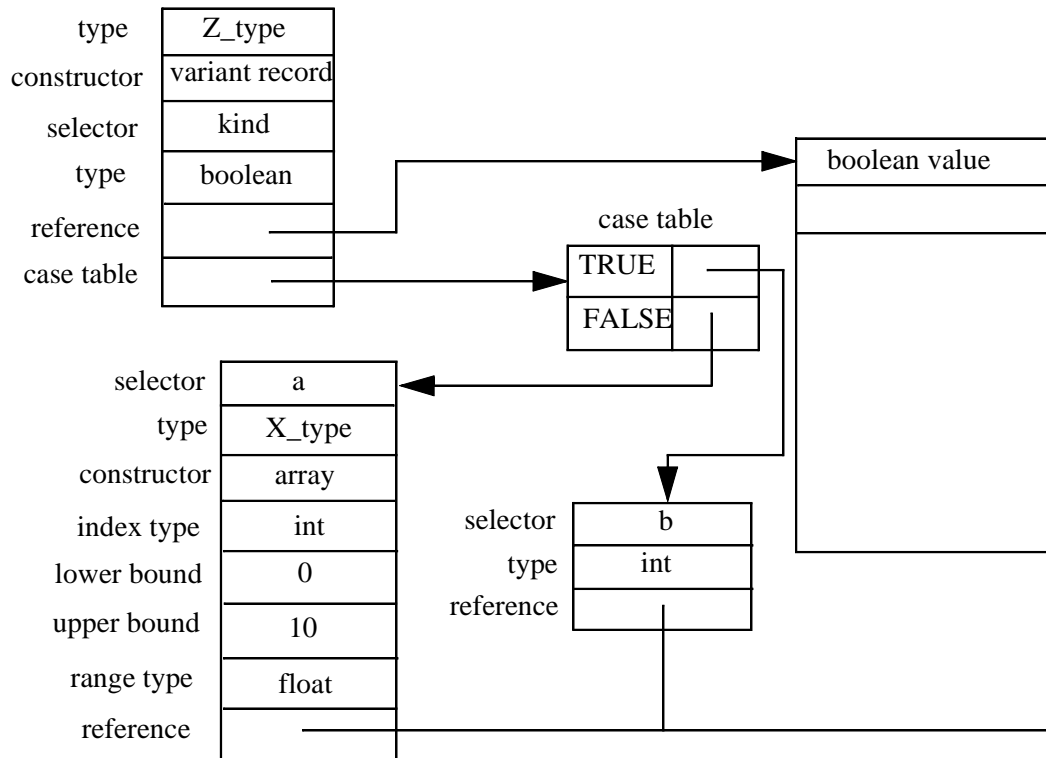 type Z_type
constructor variant record
selector kind
type boolean
reference
case table
boolean value
case table
TRUE
FALSE
selector a
type X_type
constructor array
index type int
lower bound 0
upper bound 10
range type float
reference
selector b
type int
reference